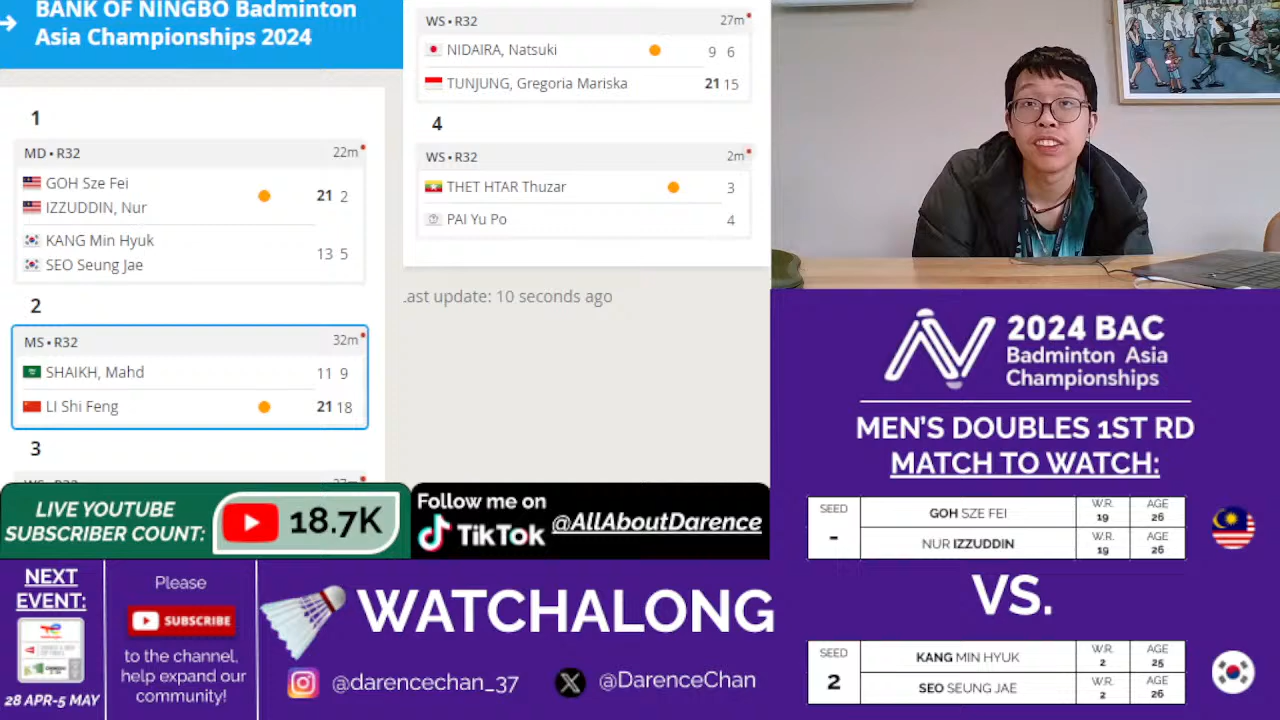 BANK OF NINGBO Badminton
Asia Championships 2024
1
MD • R32 22m
GOH Sze Fei
IZZUDDIN, Nur
21 2
KANG Min Hyuk
SEO Seung Jae
13 5
2
MS • R32 32m
SHAIKH, Mahd 11 9
LI Shi Feng 21 18
3
WS • R32 27m
NIDAIRA, Natsuki 9 6
TUNJUNG, Gregoria Mariska 21 15
4
WS • R32 2m
THET HTAR Thuzar 3
PAI Yu Po 4
ast update: 10 seconds ago
2024 BAC
Badminton Asia
Championships
MEN'S DOUBLES 1ST RD
MATCH TO WATCH:
SEED
-
GOH SZE FEI
W.R.
19
AGE
26
NUR IZZUDDIN
W.R.
19
AGE
26
VS.
SEED
2
KANG MIN HYUK
W.R.
2
AGE
25
SEO SEUNG JAE
W.R.
2
AGE
26
LIVE YOUTUBE
SUBSCRIBER COUNT:
18.7K
Follow me on
TikTok
@AllAboutDarence
NEXT
EVENT:
28 APR-5 MAY
Please
SUBSCRIBE
to the channel,
help expand our
community!
WATCHALONG
@darencechan_37
@DarenceChan